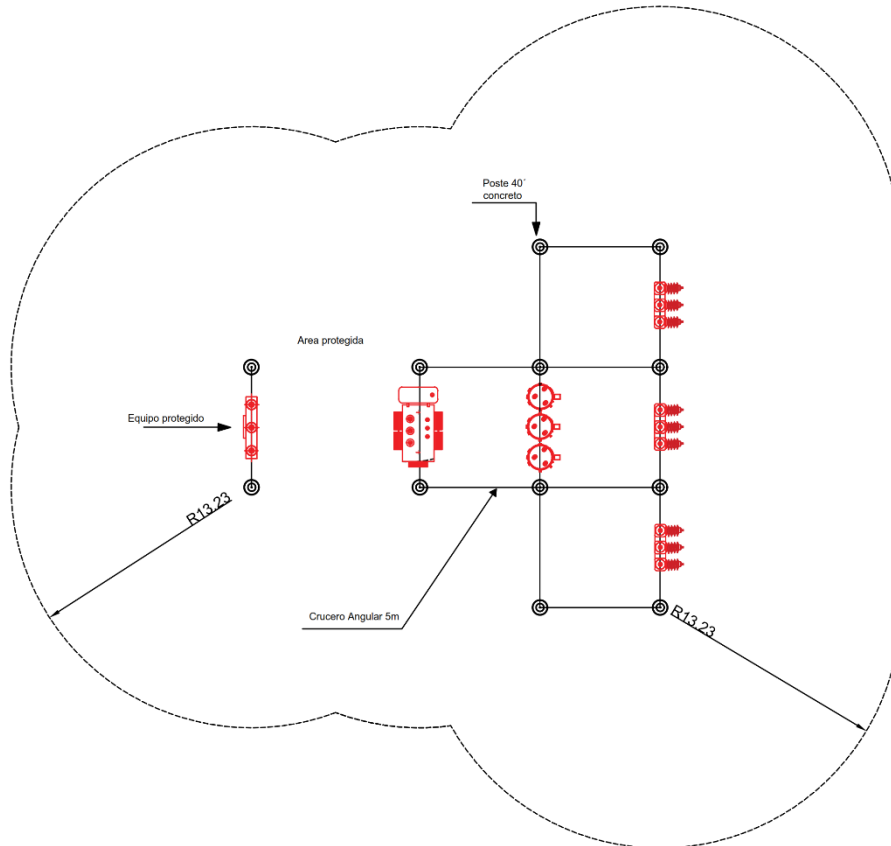 Poste 40´
concreto
Area protegida
Equipo protegido
R13,23
Crucero Angular 5m
R13,23